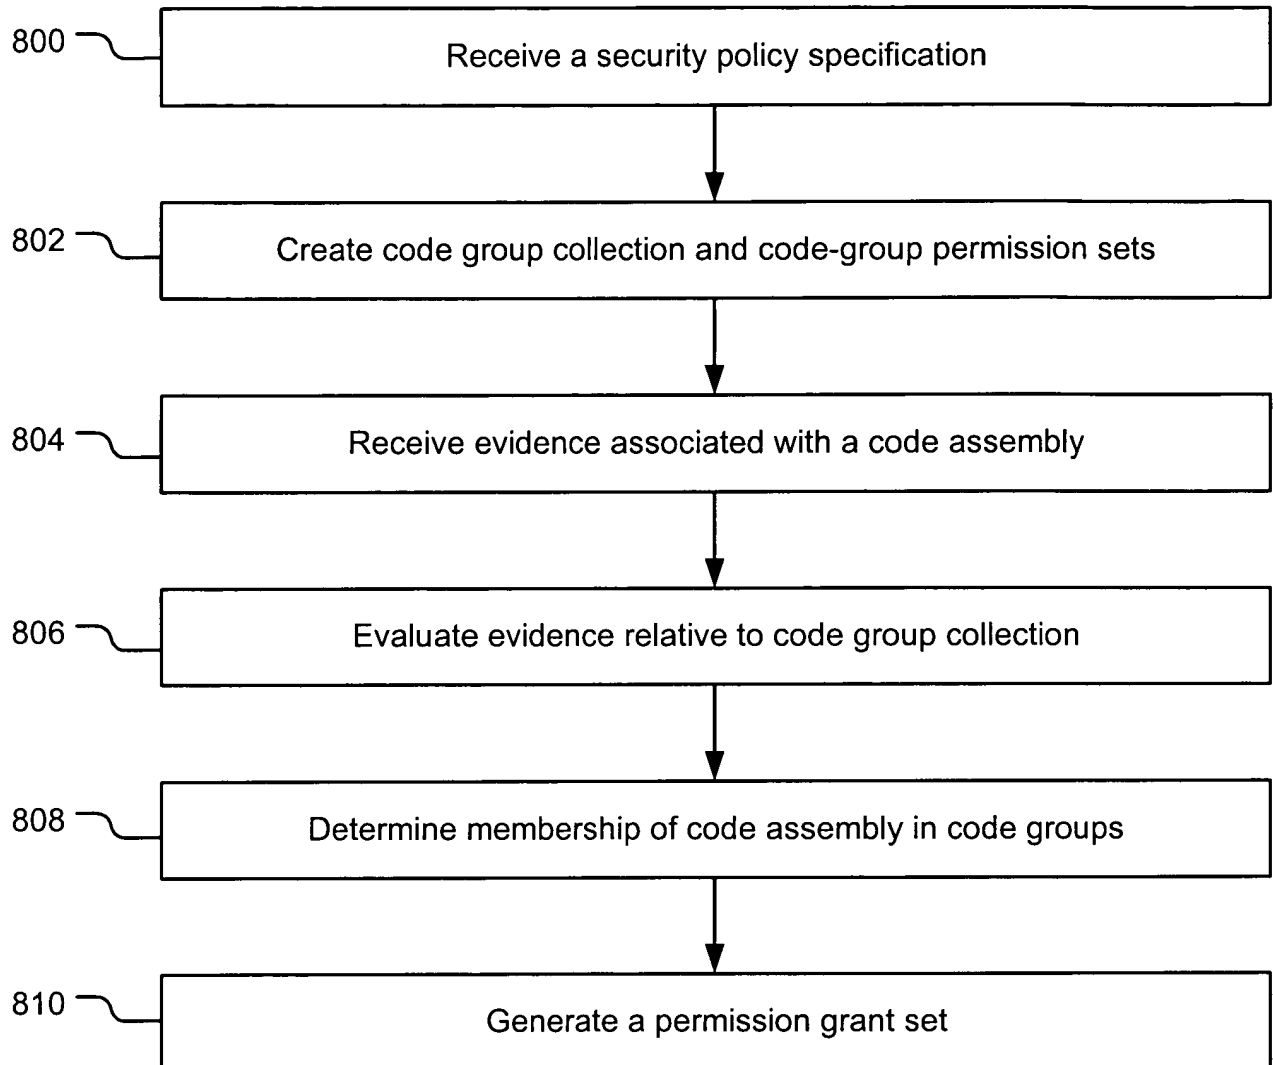 800
Receive a security policy specification
802
Create code group collection and code-group permission sets
804
Receive evidence associated with a code assembly
806
Evaluate evidence relative to code group collection
808
Determine membership of code assembly in code groups
810
Generate a permission grant set